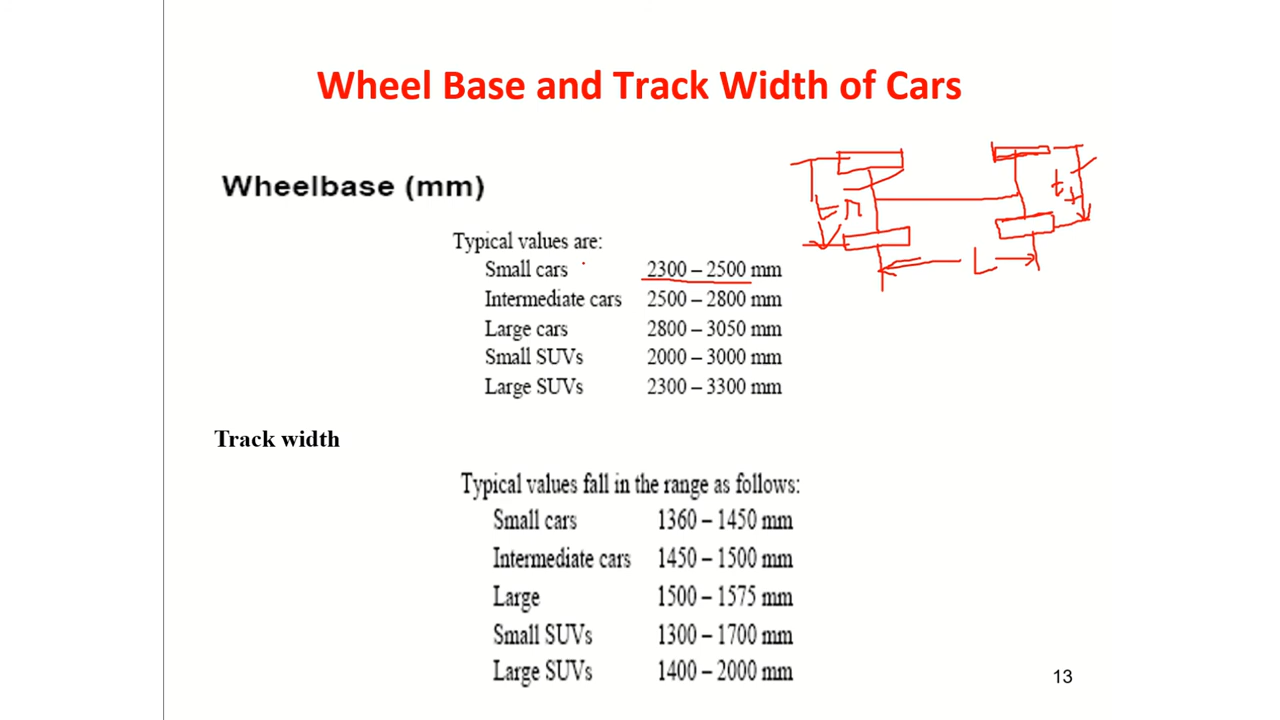 Wheel Base and Track Width of Cars
Wheelbase (mm)
Typical values are:
Small cars 2300 – 2500 mm
Intermediate cars 2500 – 2800 mm
Large cars 2800 – 3050 mm
Small SUVs 2000 – 3000 mm
Large SUVs 2300 – 3300 mm
L
Track width
Typical values fall in the range as follows:
Small cars 1360 – 1450 mm
Intermediate cars 1450 – 1500 mm
Large 1500 – 1575 mm
Small SUVs 1300 – 1700 mm
Large SUVs 1400 – 2000 mm
13